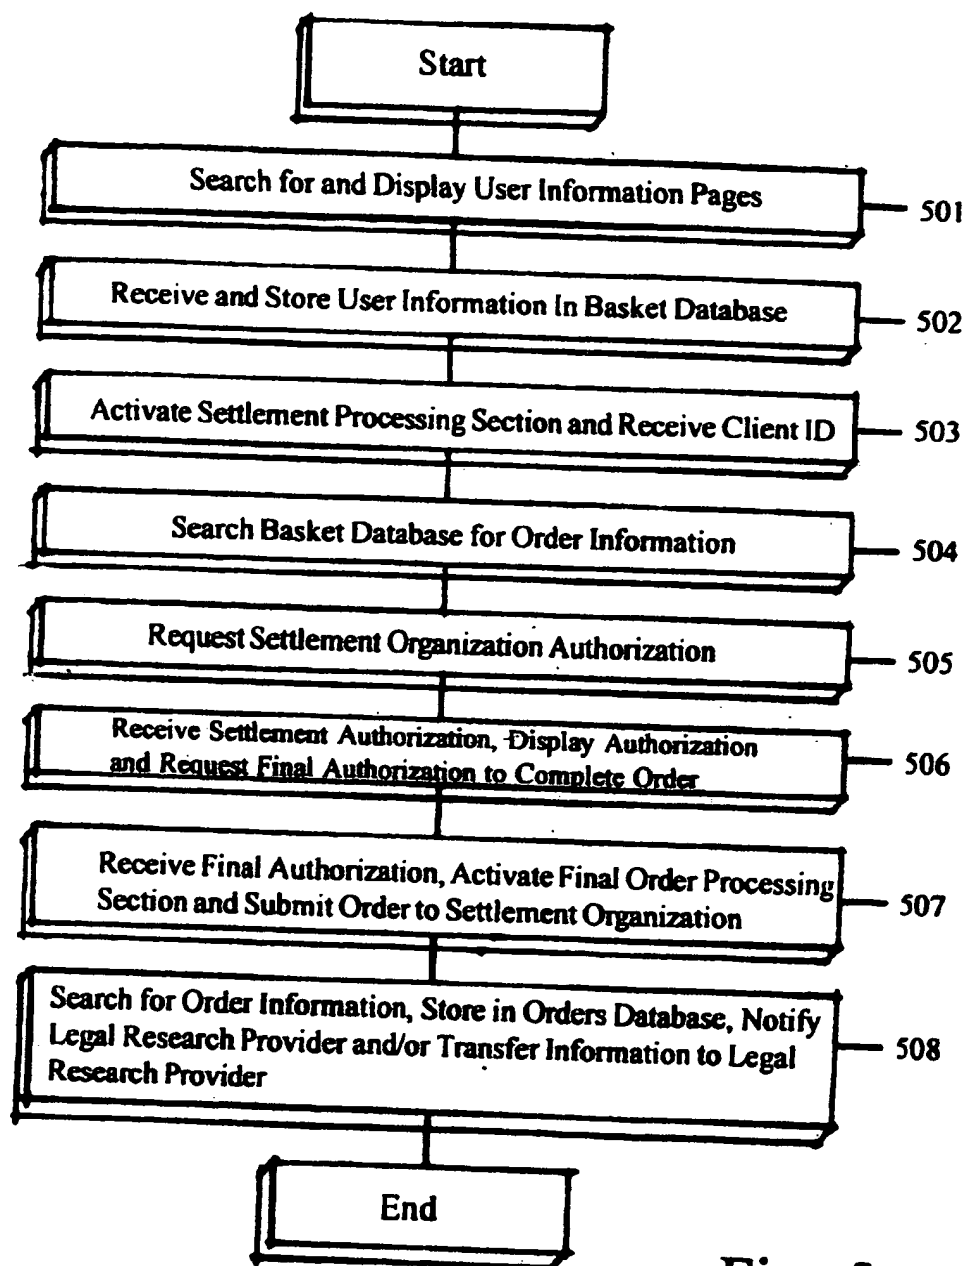 Start
Search for and Display User Information Pages
501
Receive and Store User Information In Basket Database
502
Activate Settlement Processing Section and Receive Client ID
503
Search Basket Database for Order Information
504
Request Settlement Organization Authorization
505
Receive Settlement Authorization, Display Authorization
and Request Final Authorization to Complete Order
506
Receive Final Authorization, Activate Final Order Processing
Section and Submit Order to Settlement Organization
507
Search for Order Information, Store in Orders Database, Notify
Legal Research Provider and/or Transfer Information to Legal
Research Provider
508
End